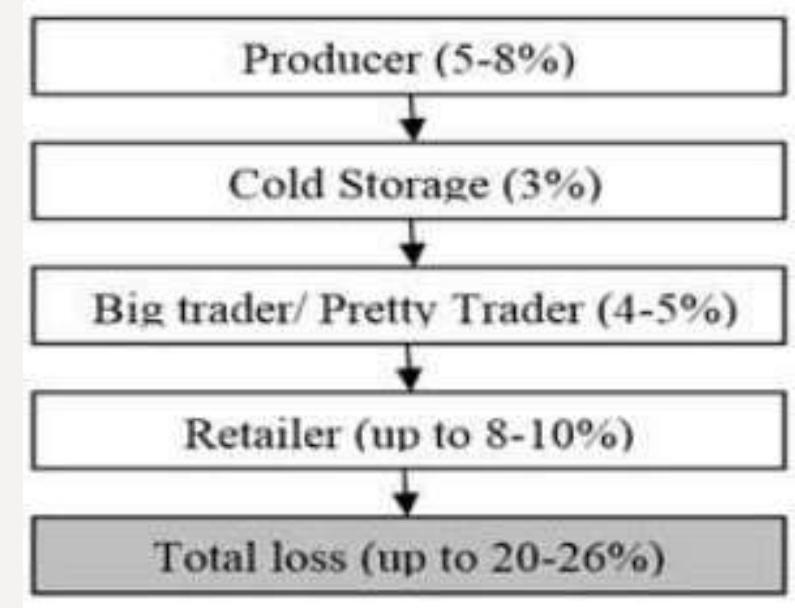 Producer (5-8%)
Cold Storage (3%)
Big trader/ Pretty Trader (4-5%)
Retailer (up to 8-10%)
Total loss (up to 20-26%)